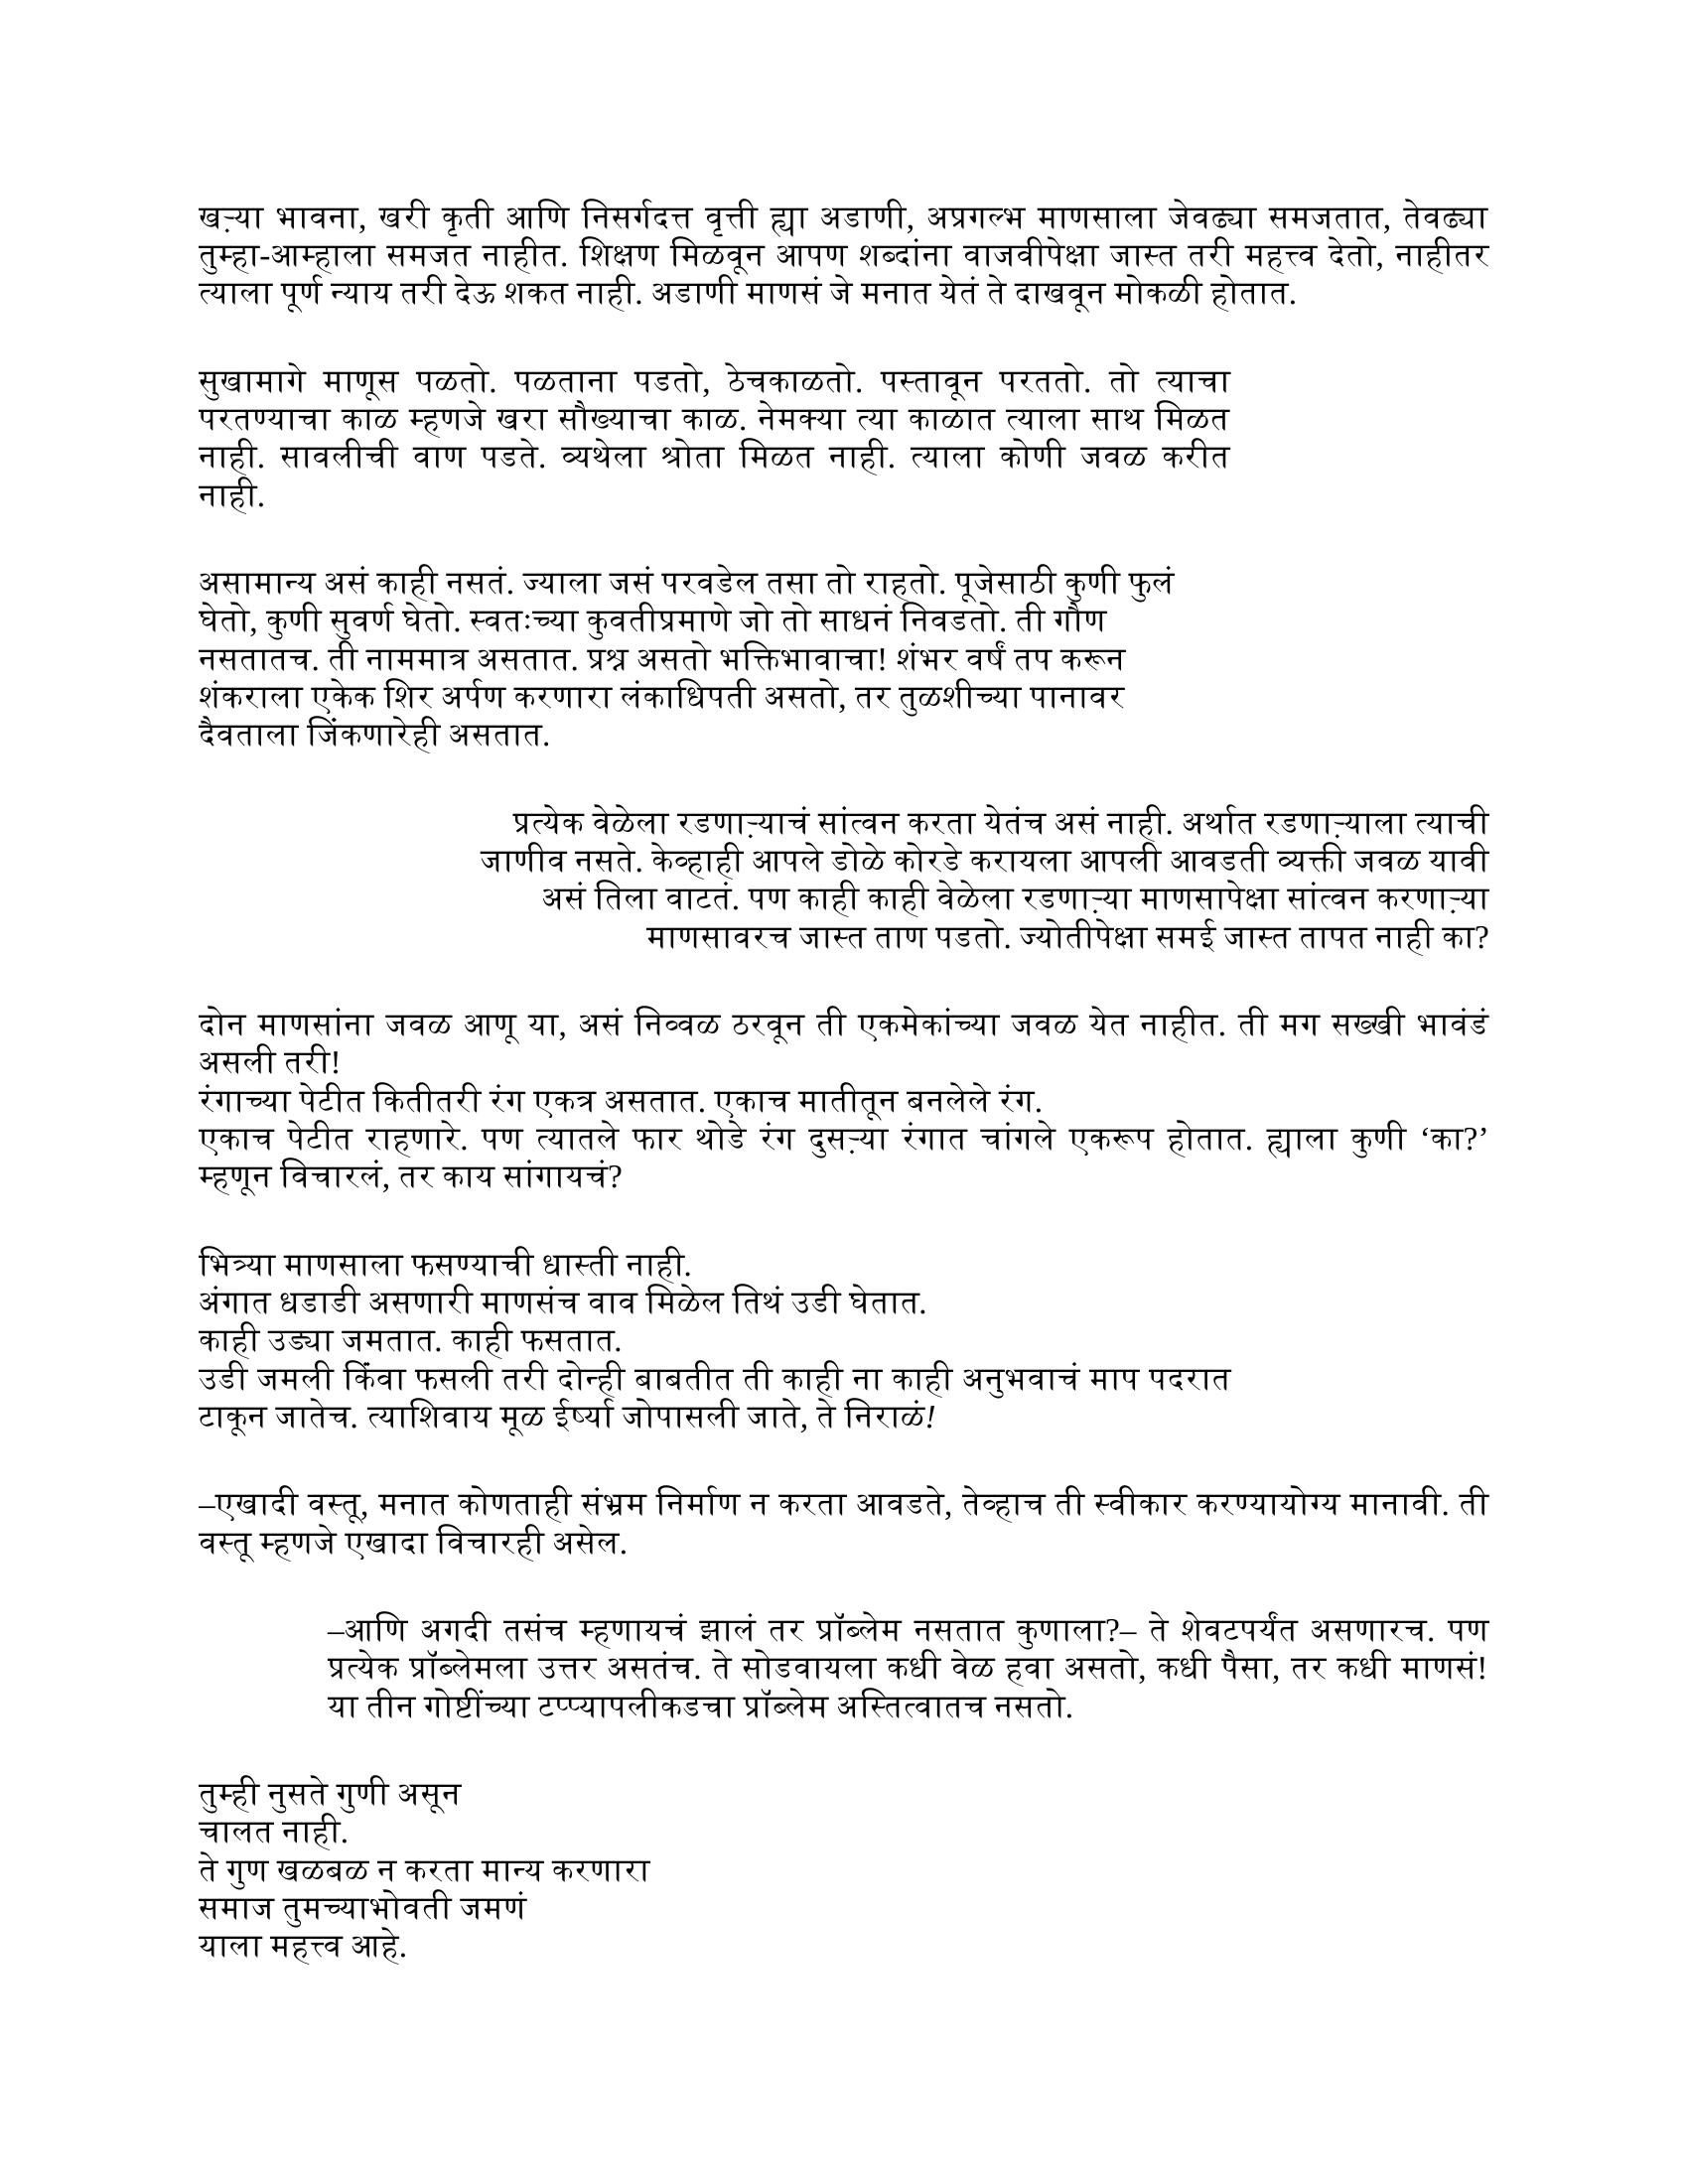 खऱ्या भावना, खरी कृती आणि निसर्गदत्त वृत्ती ह्या अडाणी, अप्रगल्भ माणसाला जेवढ्या समजतात, तेवढ्या
तुम्हा-आम्हाला समजत नाहीत. शिक्षण मिळवून आपण शब्दांना वाजवीपेक्षा जास्त तरी महत्त्व देतो, नाहीतर
त्याला पूर्ण न्याय तरी देऊ शकत नाही. अडाणी माणसं जे मनात येतं ते दाखवून मोकळी होतात.
सुखामागे माणूस पळतो. पळताना पडतो, ठेचकाळतो. पस्तावून परततो. तो त्याचा
परतण्याचा काळ म्हणजे खरा सौख्याचा काळ. नेमक्या त्या काळात त्याला साथ मिळत
नाही. सावलीची वाण पडते. व्यथेला श्रोता मिळत नाही. त्याला कोणी जवळ करीत
नाही.
असामान्य असं काही नसतं. ज्याला जसं परवडेल तसा तो राहतो. पूजेसाठी कुणी फुलं
घेतो, कुणी सुवर्ण घेतो. स्वतःच्या कुवतीप्रमाणे जो तो साधनं निवडतो. ती गौण
नसतातच. ती नाममात्र असतात. प्रश्न असतो भक्तिभावाचा! शंभर वर्षं तप करून
शंकराला एकेक शिर अर्पण करणारा लंकाधिपती असतो, तर तुळशीच्या पानावर
दैवताला जिंकणारेही असतात.
प्रत्येक वेळेला रडणाऱ्याचं सांत्वन करता येतंच असं नाही. अर्थात रडणाऱ्याला त्याची
जाणीव नसते. केव्हाही आपले डोळे कोरडे करायला आपली आवडती व्यक्ती जवळ यावी
असं तिला वाटतं. पण काही काही वेळेला रडणाऱ्या माणसापेक्षा सांत्वन करणाऱ्या
माणसावरच जास्त ताण पडतो. ज्योतीपेक्षा समई जास्त तापत नाही का?
दोन माणसांना जवळ आणू या, असं निव्वळ ठरवून ती एकमेकांच्या जवळ येत नाहीत. ती मग सख्खी भावंडं
असली तरी!
रंगाच्या पेटीत कितीतरी रंग एकत्र असतात. एकाच मातीतून बनलेले रंग.
एकाच पेटीत राहणारे. पण त्यातले फार थोडे रंग दुसऱ्या रंगात चांगले एकरूप होतात. ह्याला कुणी ‘का?’
म्हणून विचारलं, तर काय सांगायचं?
भित्र्या माणसाला फसण्याची धास्ती नाही.
अंगात धडाडी असणारी माणसंच वाव मिळेल तिथं उडी घेतात.
काही उड्या जमतात. काही फसतात.
उडी जमली किंवा फसली तरी दोन्ही बाबतीत ती काही ना काही अनुभवाचं माप पदरात
टाकून जातेच. त्याशिवाय मूळ ईर्ष्या जोपासली जाते, ते निराळं!
–एखादी वस्तू, मनात कोणताही संभ्रम निर्माण न करता आवडते, तेव्हाच ती स्वीकार करण्यायोग्य मानावी. ती
वस्तू म्हणजे एखादा विचारही असेल.
–आणि अगदी तसंच म्हणायचं झालं तर प्रॉब्लेम नसतात कुणाला?– ते शेवटपर्यंत असणारच. पण
प्रत्येक प्रॉब्लेमला उत्तर असतंच. ते सोडवायला कधी वेळ हवा असतो, कधी पैसा, तर कधी माणसं!
या तीन गोष्टींच्या टप्प्यापलीकडचा प्रॉब्लेम अस्तित्वातच नसतो.
तुम्ही नुसते गुणी असून
चालत नाही.
ते गुण खळबळ न करता मान्य करणारा
समाज तुमच्याभोवती जमणं
याला महत्त्व आहे.